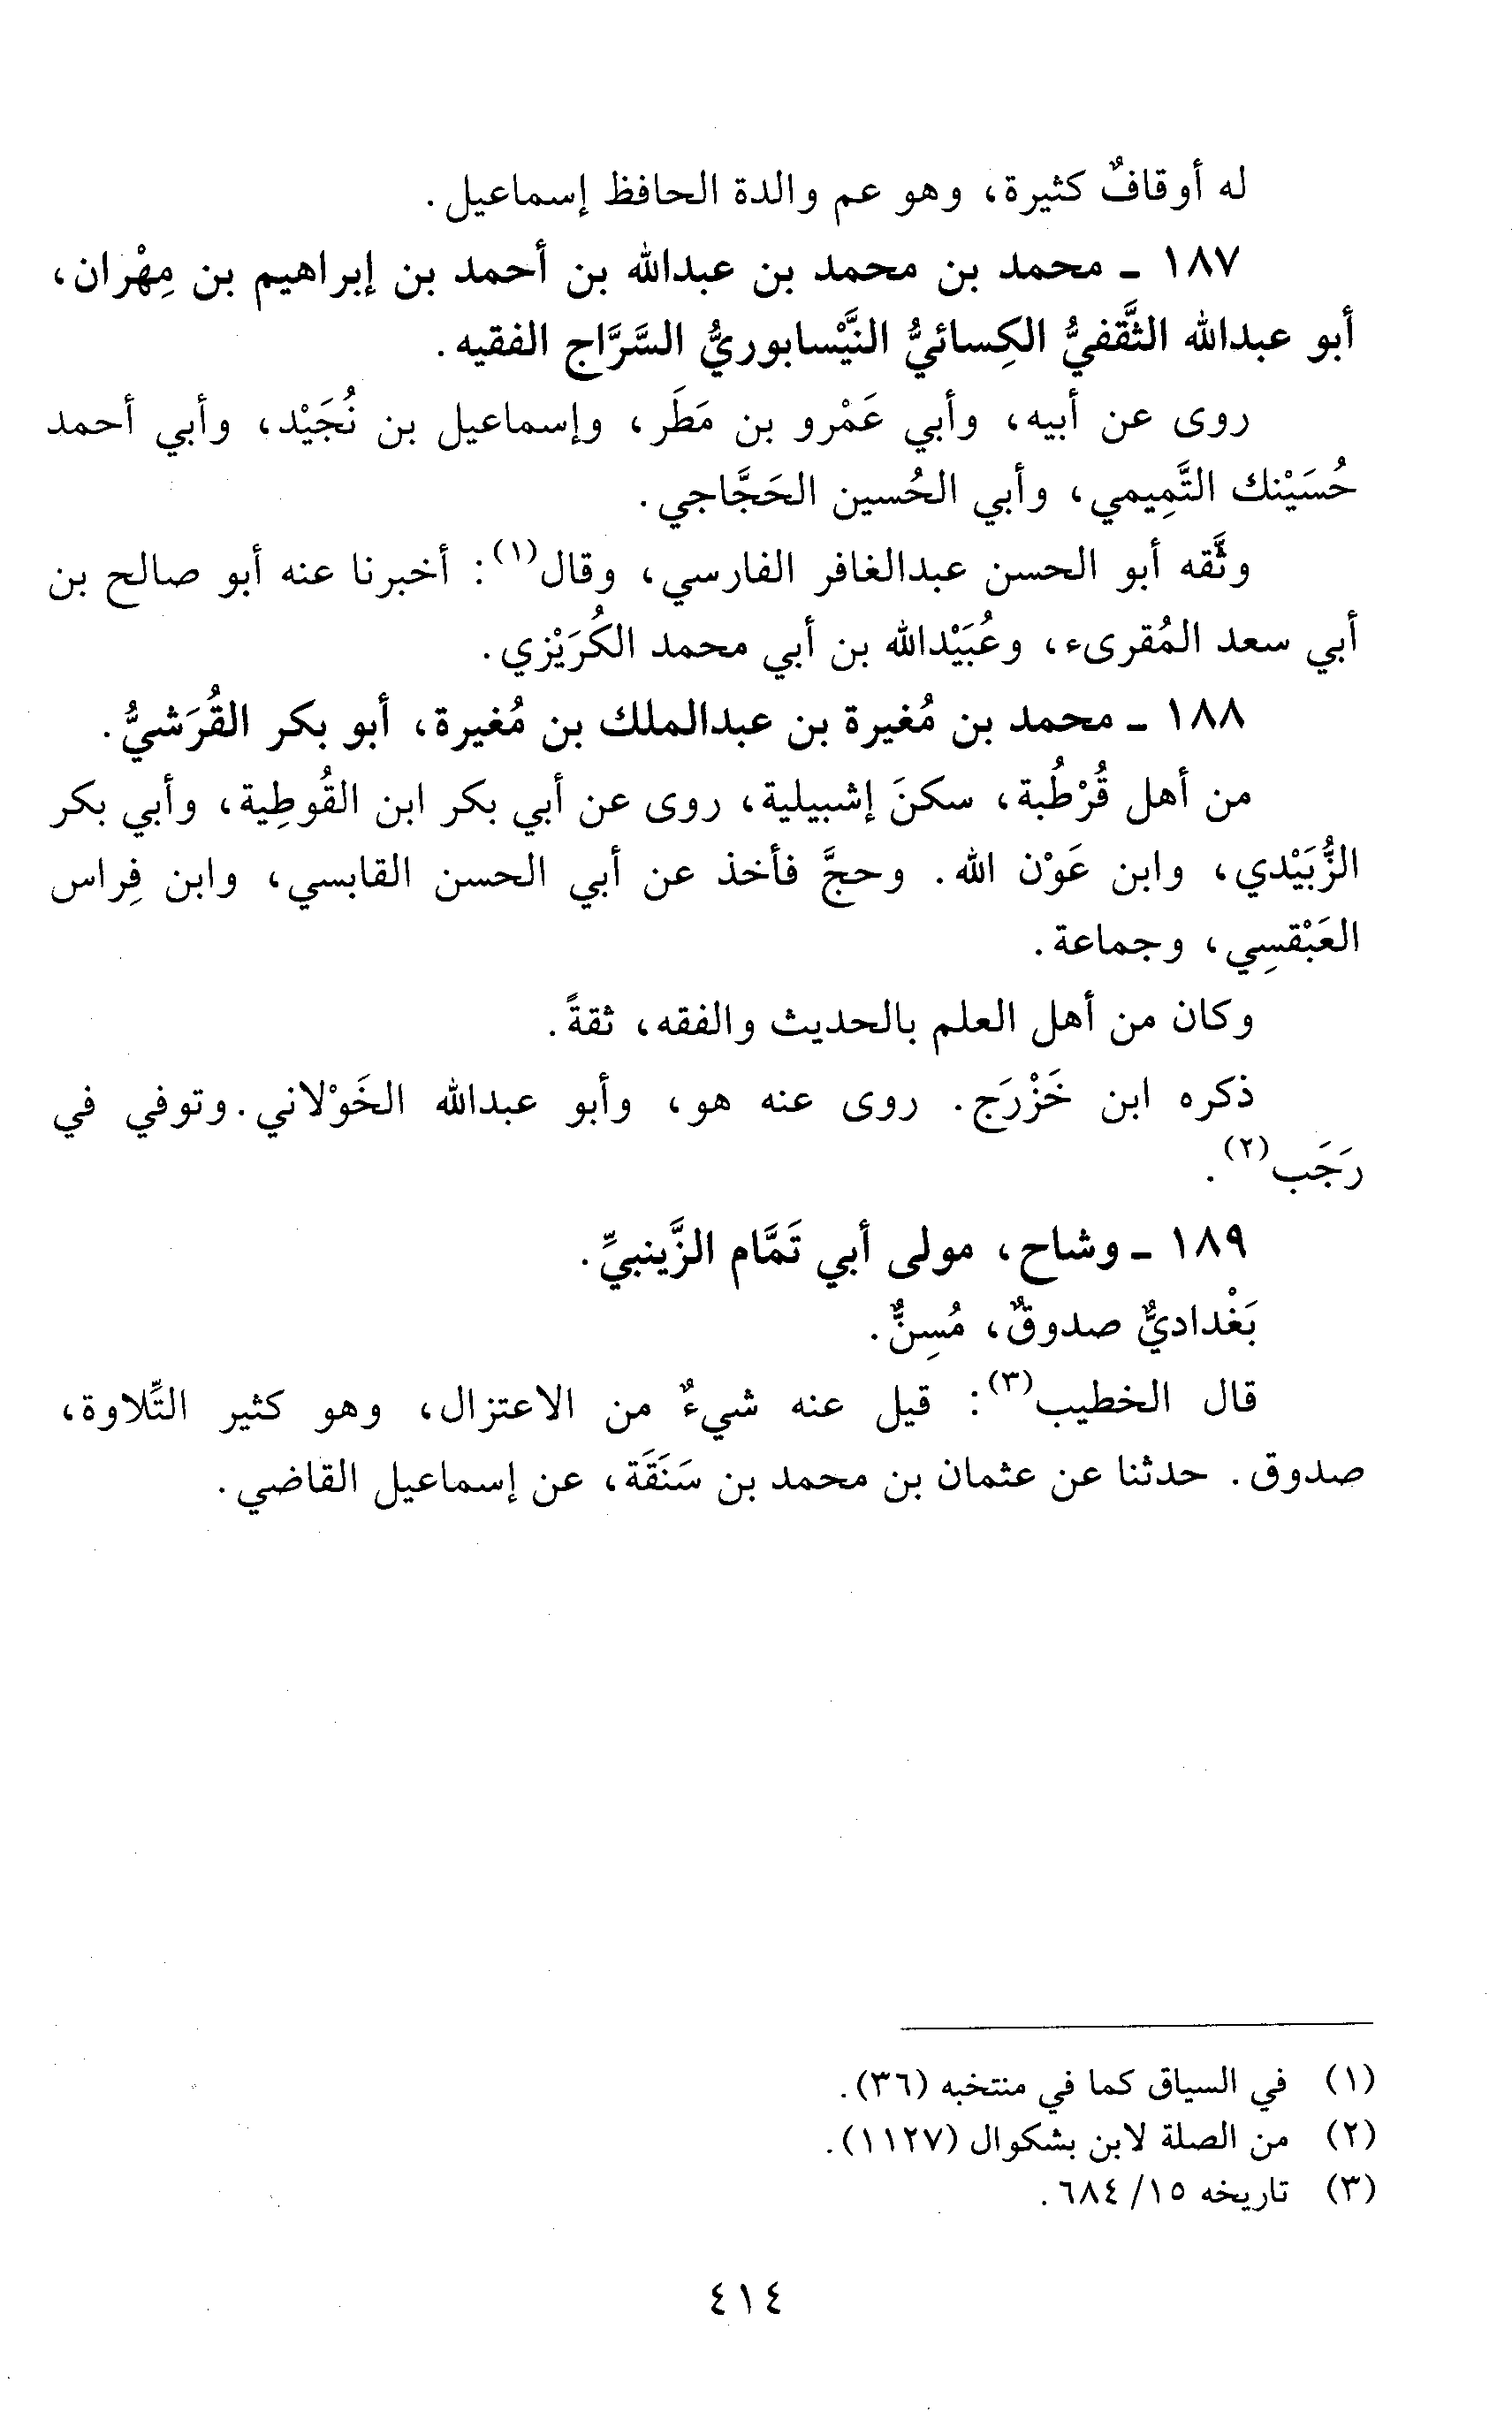 له أوقافٌ كثيرة، وهو عم والدة الحافظ إسماعيل.
١٨٧ - محمد بن محمد بن عبدالله بن أحمد بن إبراهيم بن مِهْران،
أبو عبدالله الثَّقفيُّ الكِسائيُّ النَّيْسابوريُّ السَّرَّاج الفقيه.
روى عن أبيه، وأبي عَمْرو بن مَطَر، وإسماعيل بن نُجَيْد، وأبي أحمد
حُسَيْنك التَّمِيمي، وأبي الحُسين الحَجَّاجي.
وثَّقه أبو الحسن عبدالغافر الفارسي، وقال(١): أخبرنا عنه أبو صالح بن
أبي سعد المُقرىء، وعُبَيْدالله بن أبي محمد الكُرَيْزي.
١٨٨ - محمد بن مُغيرة بن عبدالملك بن مُغيرة، أبو بكر القُرَشيُّ.
من أهل قُرْطُبة، سكنَ إشبيلية، روى عن أبي بكر ابن القُوطِية، وأبي بكر
الزُّبَيْدي، وابن عَوْن الله. وحجَّ فأخذ عن أبي الحسن القابسي، وابن فِراس
العَبْقسِي، وجماعة.
وكان من أهل العلم بالحديث والفقه، ثقةً.
ذكره ابن خَزْرَج. روى عنه هو، وأبو عبدالله الخَوْلاني. وتوفي في
رَجَب(٢).
١٨٩ - وشاح، مولى أبي تَمَّام الزَّينبيِّ.
بَغْداديٌّ صدوقٌ، مُسِنٌّ.
قال الخطيب(٣): قيل عنه شيءٌ من الاعتزال، وهو كثير التِّلاوة،
صدوق. حدثنا عن عثمان بن محمد بن سَنَقَة، عن إسماعيل القاضي.
(١) في السياق كما في منتخبه (٣٦).
(٢) من الصلة لابن بشكوال (١١٢٧).
(٣) تاريخه ١٥/ ٦٨٤.
٤١٤